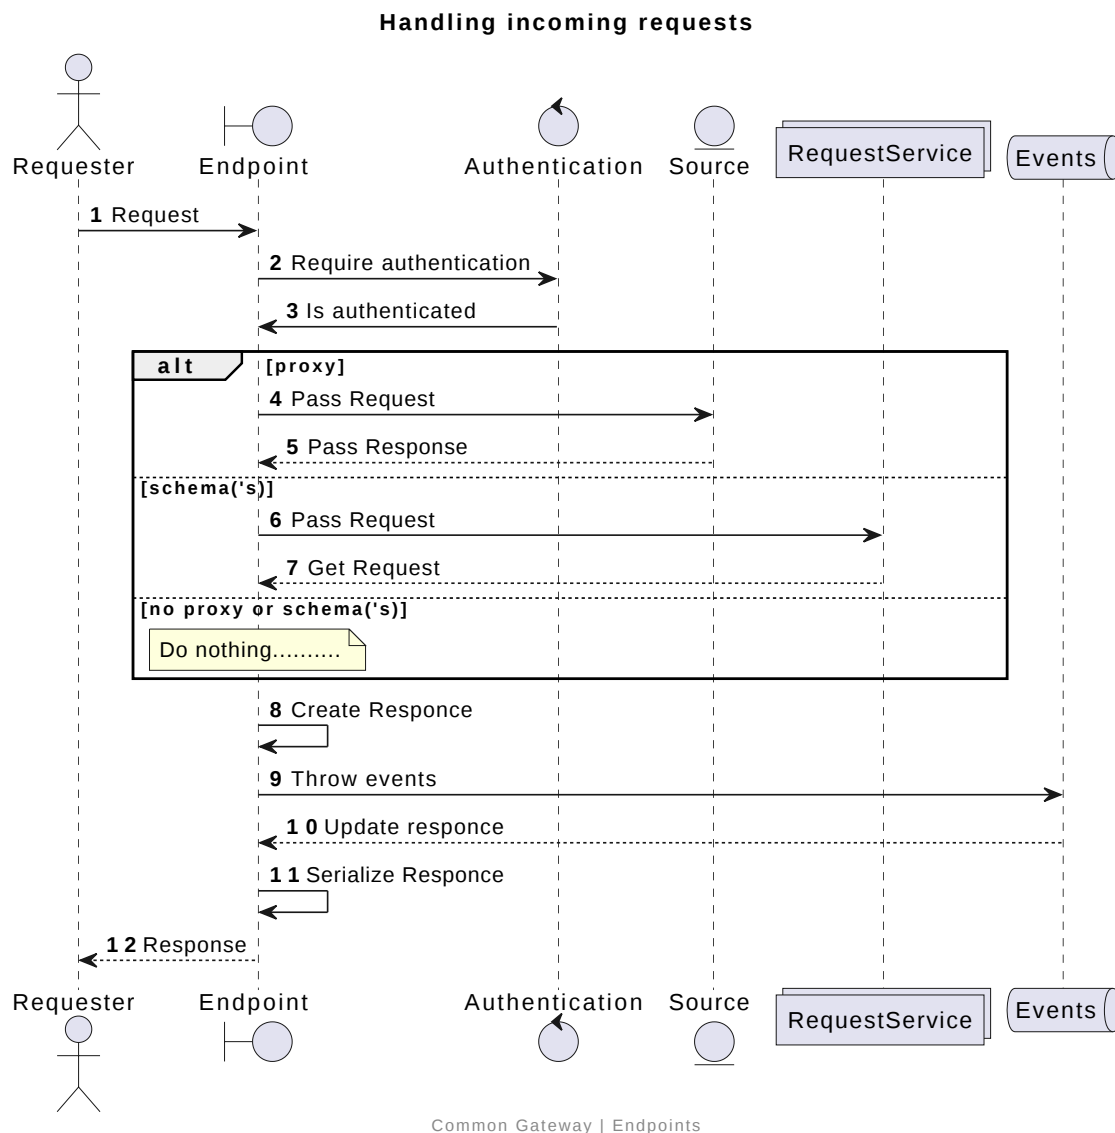 Handling incoming requests
Requester
Endpoint
Authentication
Source
RequestService
Events
1 Request
2 Require authentication
3 Is authenticated
alt [proxy]
4 Pass Request
5 Pass Response
[schema('s)]
6 Pass Request
7 Get Request
[no proxy or schema('s)]
Do nothing..........
8 Create Responce
9 Throw events
10 Update responce
11 Serialize Responce
12 Response
Requester
Endpoint
Authentication
Source
RequestService
Events
Common Gateway | Endpoints